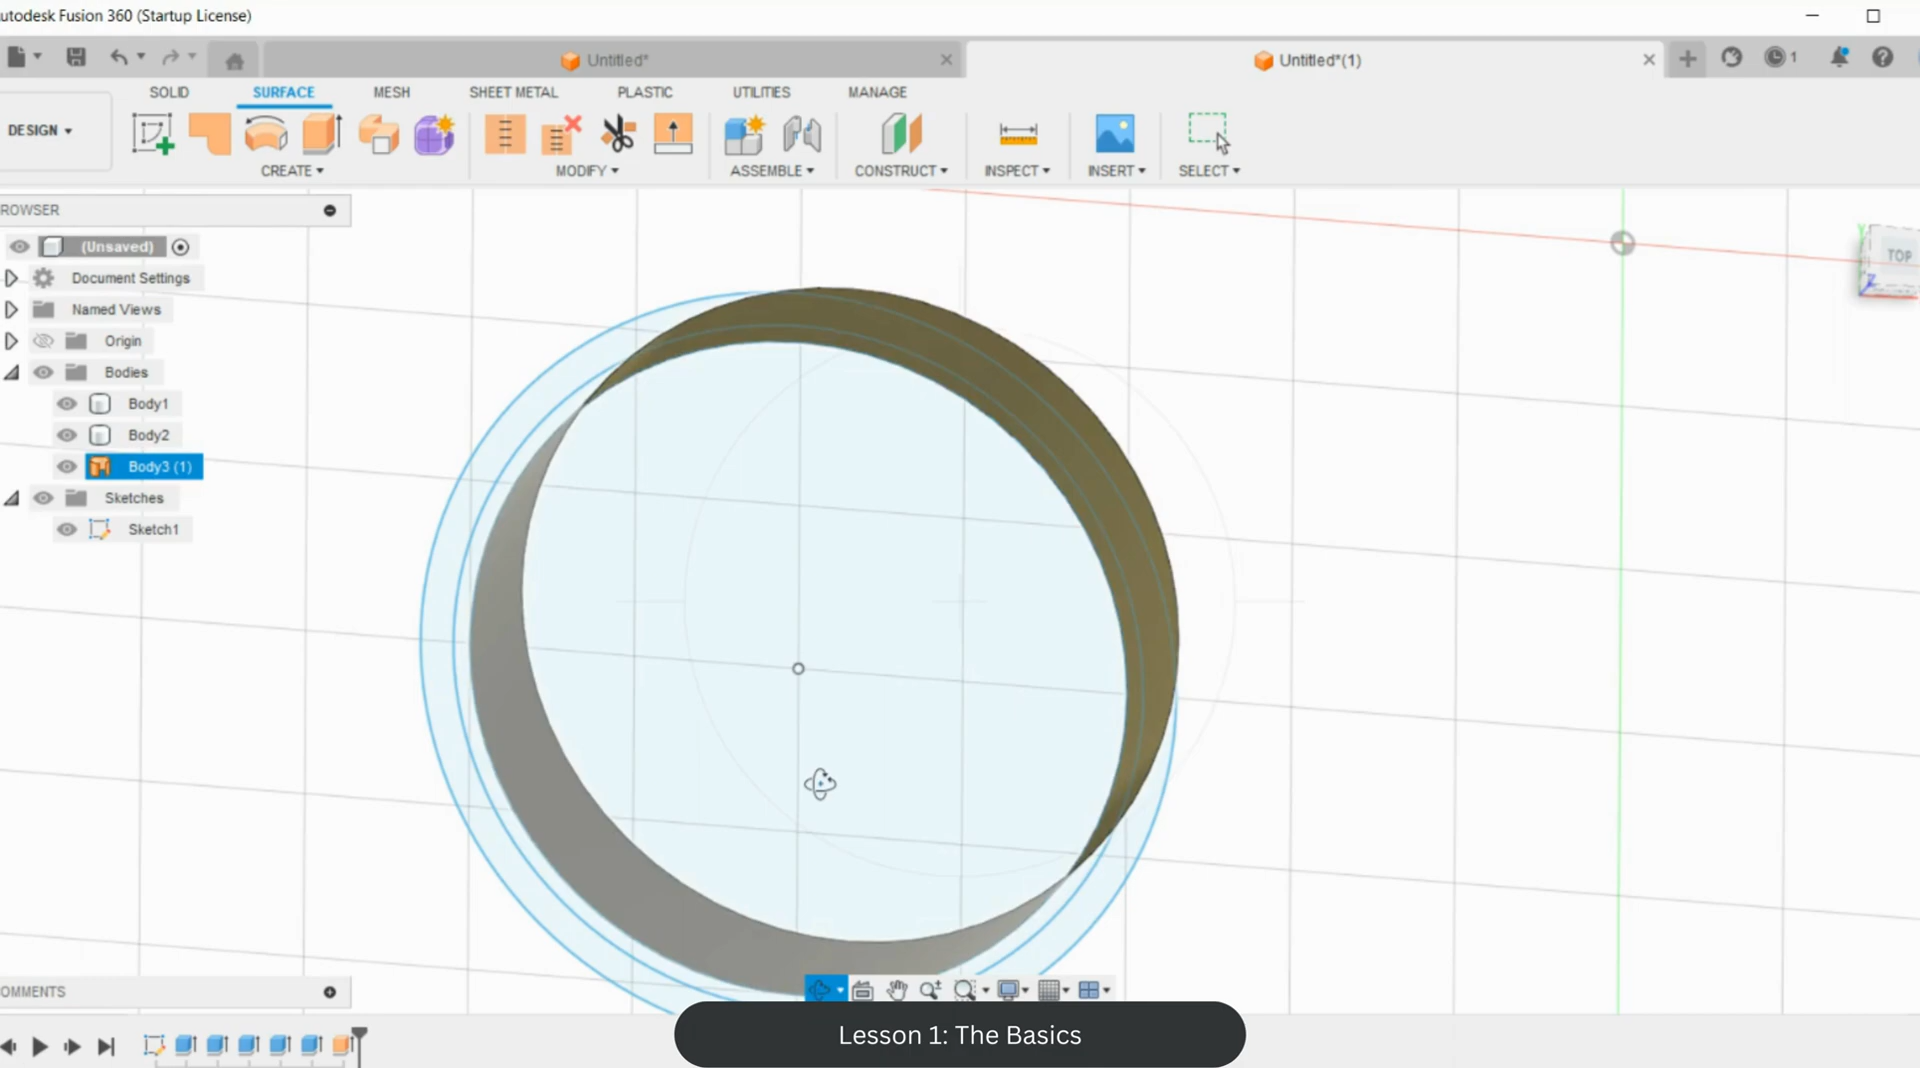 utodesk Fusion 360 (Startup License)
Untitled*
Untitled*(1)
1
SOLID
SURFACE
MESH
SHEET METAL
PLASTIC
UTILITIES
MANAGE
DESIGN
CREATE
MODIFY
ASSEMBLE
CONSTRUCT
INSPECT
INSERT
SELECT
ROWSER
(Unsaved)
Document Settings
Named Views
Origin
Bodies
Body1
Body2
Body3 (1)
Sketches
Sketch1
TOP
Y
Z
OMMENTS
Lesson 1: The Basics